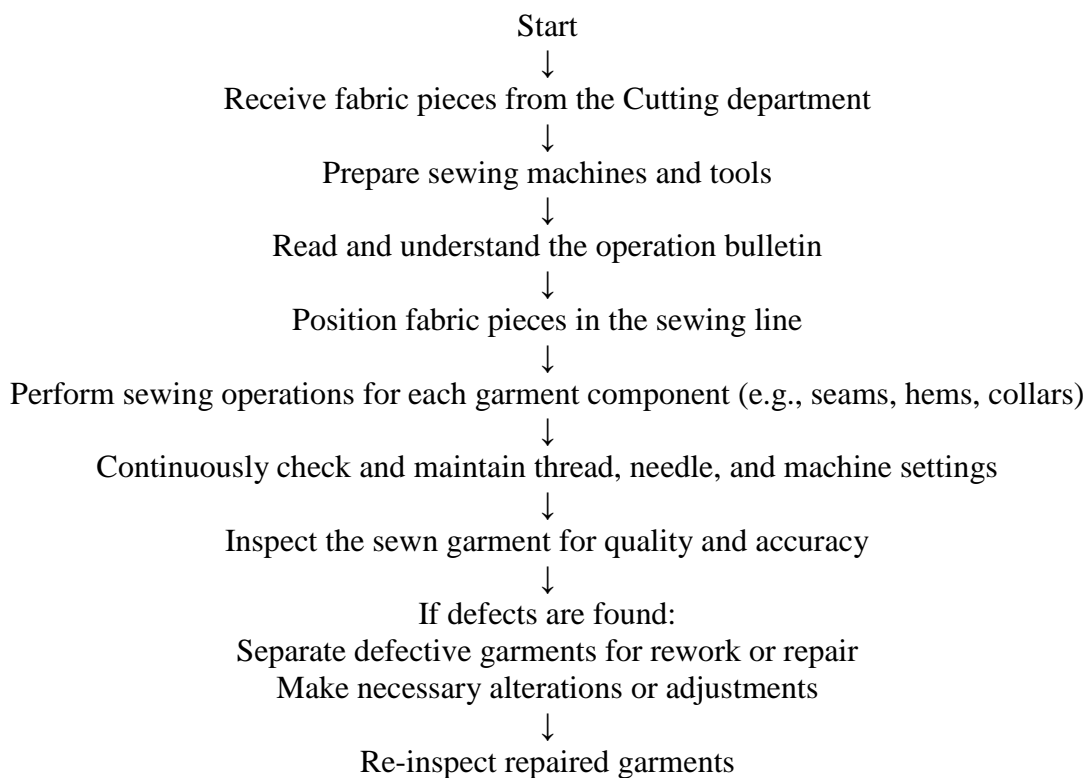 Start
↓
Receive fabric pieces from the Cutting department
↓
Prepare sewing machines and tools
↓
Read and understand the operation bulletin
↓
Position fabric pieces in the sewing line
↓
Perform sewing operations for each garment component (e.g., seams, hems, collars)
↓
Continuously check and maintain thread, needle, and machine settings
↓
Inspect the sewn garment for quality and accuracy
↓
If defects are found:
Separate defective garments for rework or repair
Make necessary alterations or adjustments
↓
Re-inspect repaired garments